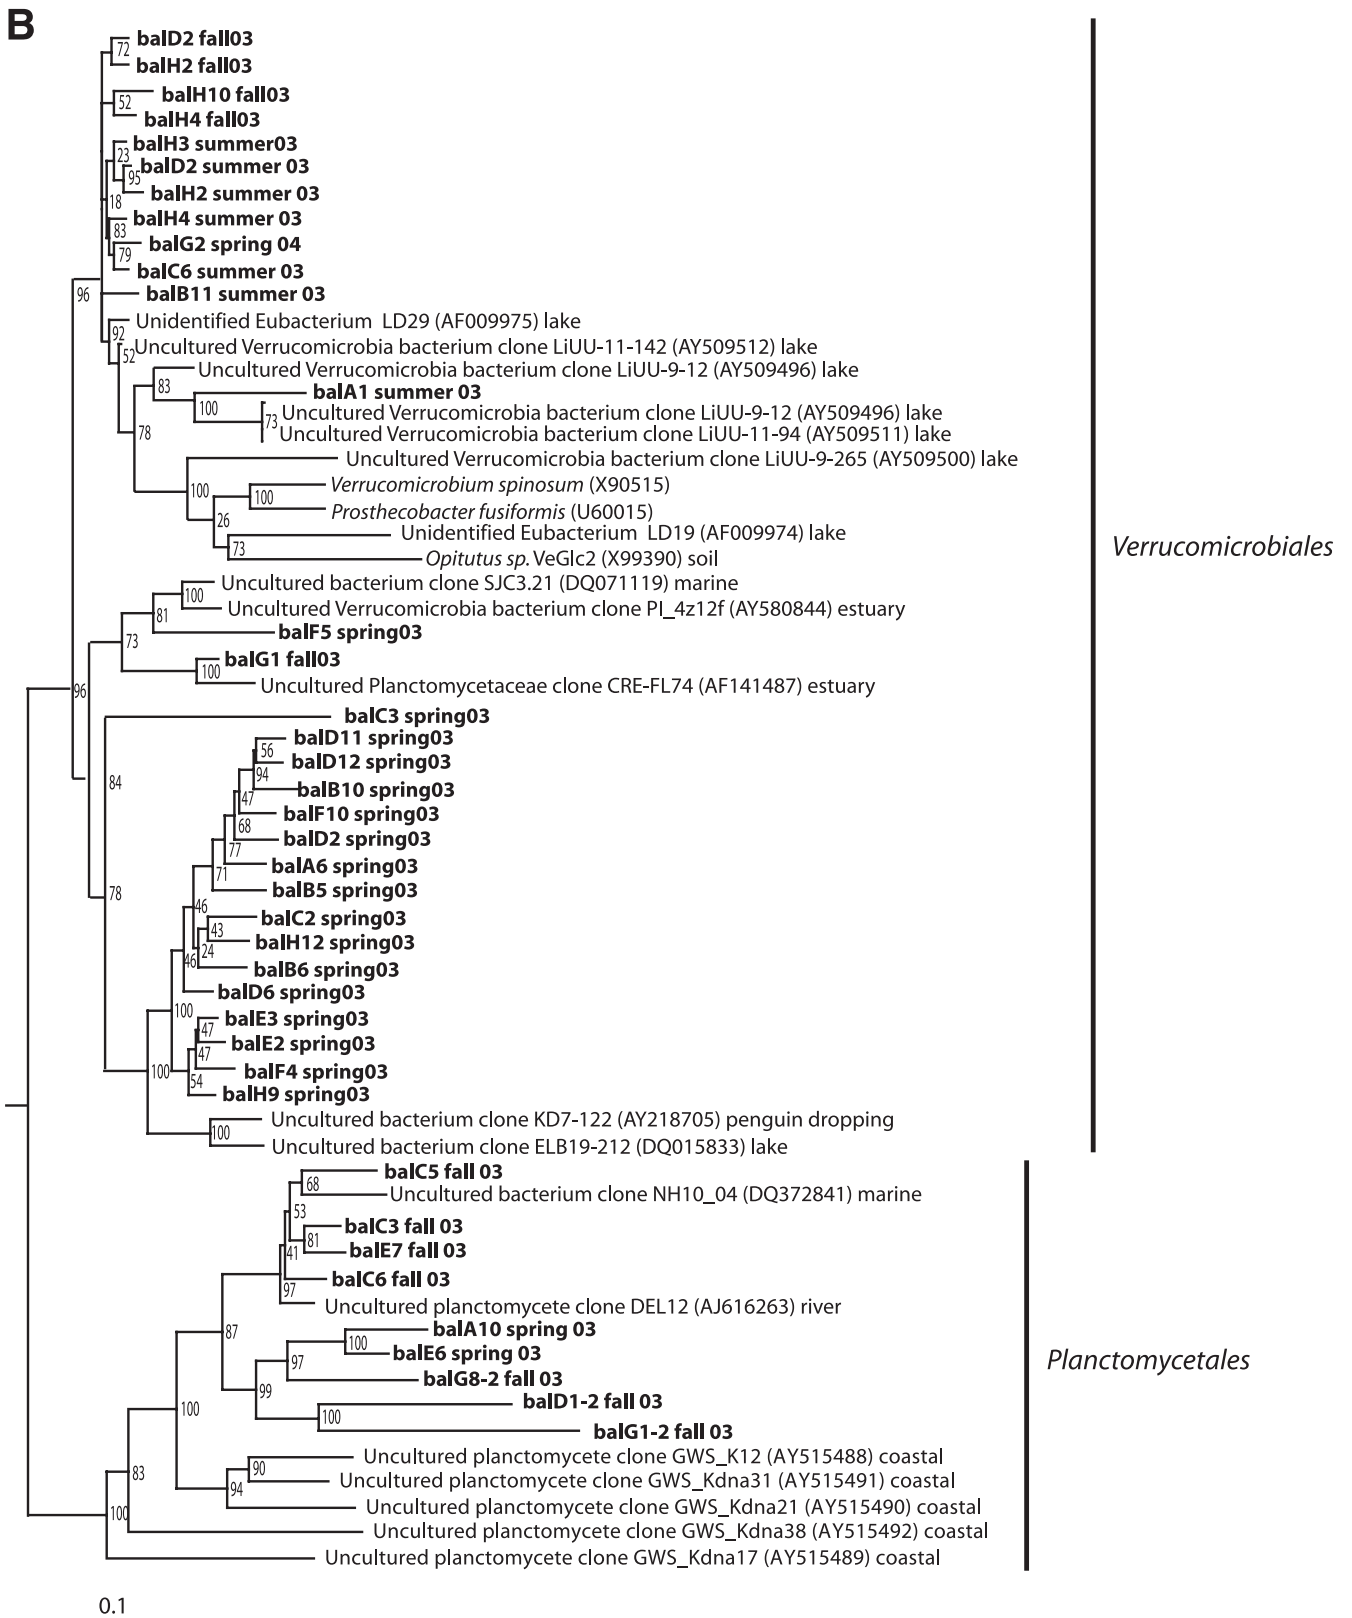 B
balD2 fall03
72
balH2 fall03
balH10 fall03
52
balH4 fall03
balH3 summer03
23
balD2 summer 03
95
balH2 summer 03
18
balH4 summer 03
83
balG2 spring 04
79
balC6 summer 03
96
balB11 summer 03
Unidentified Eubacterium LD29 (AF009975) lake
92
Uncultured Verrucomicrobia bacterium clone LiUU-11-142 (AY509512) lake
52
Uncultured Verrucomicrobia bacterium clone LiUU-9-12 (AY509496) lake
83
balA1 summer 03
100
Uncultured Verrucomicrobia bacterium clone LiUU-9-12 (AY509496) lake
73
78
Uncultured Verrucomicrobia bacterium clone LiUU-11-94 (AY509511) lake
Uncultured Verrucomicrobia bacterium clone LiUU-9-265 (AY509500) lake
100
Verrucomicrobium spinosum (X90515)
100
Prosthecobacter fusiformis (U60015)
26
Unidentified Eubacterium LD19 (AF009974) lake
73
Opitutus sp. VeGlc2 (X99390) soil
Verrucomicrobiales
Uncultured bacterium clone SJC3.21 (DQ071119) marine
100
Uncultured Verrucomicrobia bacterium clone PI_4z12f (AY580844) estuary
81
balF5 spring03
73
balG1 fall03
100
Uncultured Planctomycetaceae clone CRE-FL74 (AF141487) estuary
96
balC3 spring03
balD11 spring03
56
balD12 spring03
94
84
balB10 spring03
47
balF10 spring03
68
balD2 spring03
77
balA6 spring03
71
balB5 spring03
78
46
balC2 spring03
43
balH12 spring03
24
46
balB6 spring03
balD6 spring03
100
balE3 spring03
47
balE2 spring03
47
balF4 spring03
100
54
balH9 spring03
Uncultured bacterium clone KD7-122 (AY218705) penguin dropping
100
Uncultured bacterium clone ELB19-212 (DQ015833) lake
balC5 fall 03
68
Uncultured bacterium clone NH10_04 (DQ372841) marine
53
balC3 fall 03
81
balE7 fall 03
41
balC6 fall 03
97
Uncultured planctomycete clone DEL12 (AJ616263) river
87
balA10 spring 03
100
balE6 spring 03
97
balG8-2 fall 03
99
balD1-2 fall 03
100
100
balG1-2 fall 03
Planctomycetales
Uncultured planctomycete clone GWS_K12 (AY515488) coastal
90
83
Uncultured planctomycete clone GWS_Kdna31 (AY515491) coastal
94
Uncultured planctomycete clone GWS_Kdna21 (AY515490) coastal
100
Uncultured planctomycete clone GWS_Kdna38 (AY515492) coastal
Uncultured planctomycete clone GWS_Kdna17 (AY515489) coastal
0.1